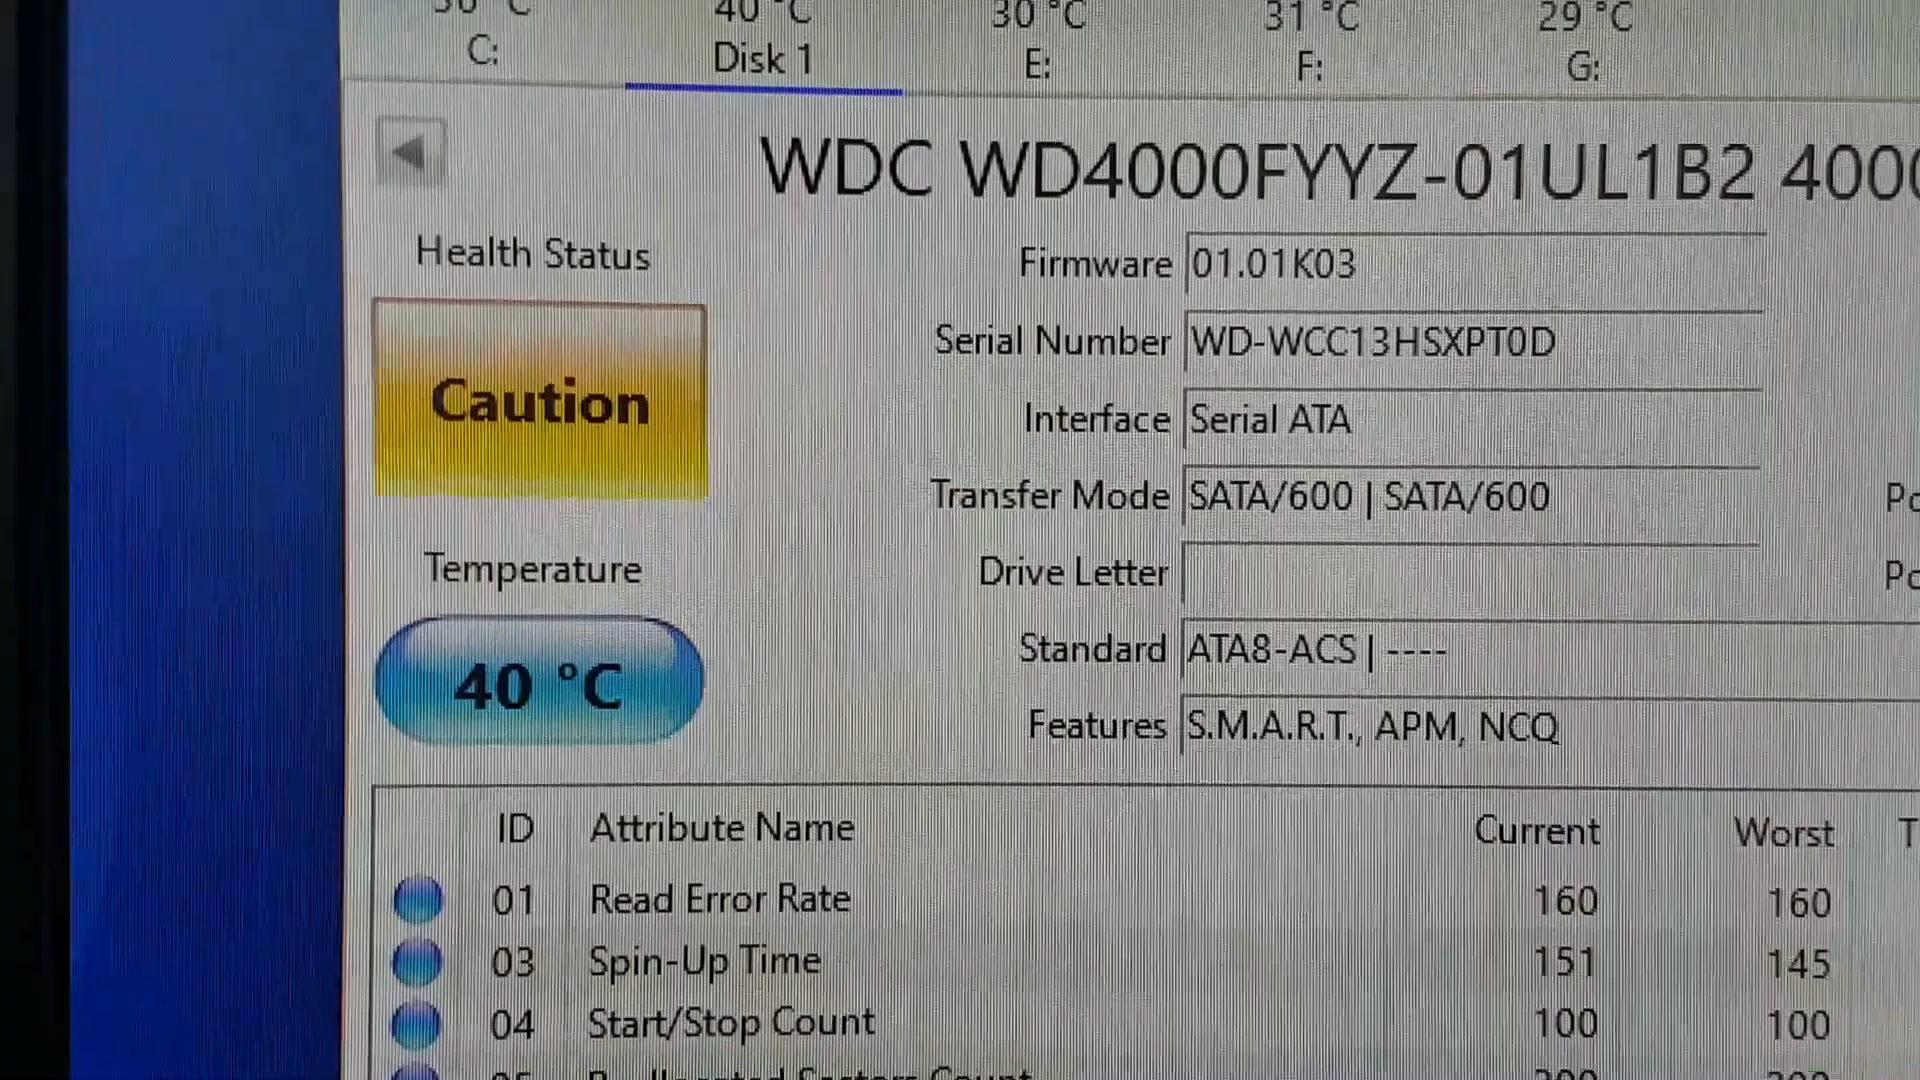 40 °C 30 °C 31 °C 29 °C
C: Disk 1 E: F: G:
WDC WD4000FYYZ-01UL1B2 400
Health Status
Caution
Temperature
40 °C
Firmware 01.01K03
Serial Number WD-WCC13HSXPT0D
Interface Serial ATA
Transfer Mode SATA/600 | SATA/600
Drive Letter
Standard ATA8-ACS | ----
Features S.M.A.R.T., APM, NCQ
ID Attribute Name Current Worst
01 Read Error Rate 160 160
03 Spin-Up Time 151 145
04 Start/Stop Count 100 100